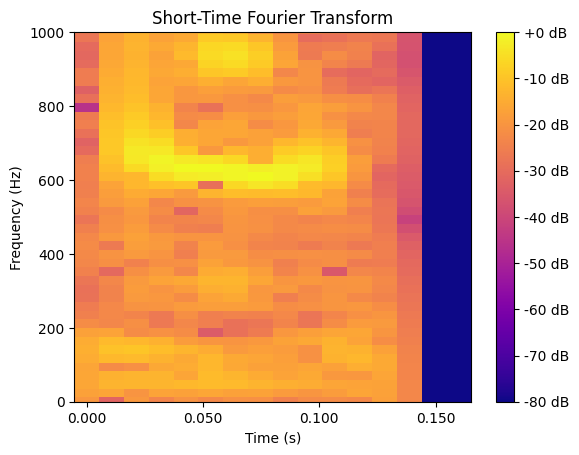 Short-Time Fourier Transform
1000
800
600
400
200
0
Frequency (Hz)
0.000
0.050
0.100
0.150
Time (s)
+0 dB
-10 dB
-20 dB
-30 dB
-40 dB
-50 dB
-60 dB
-70 dB
-80 dB